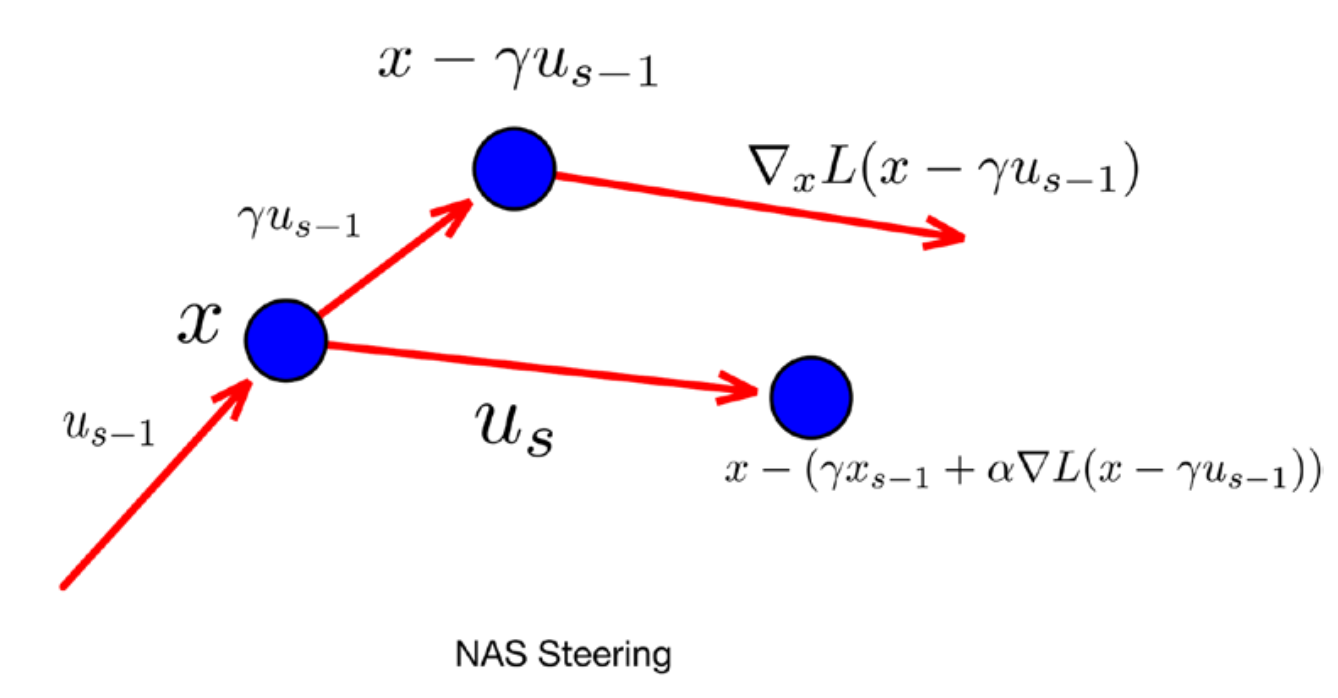 x − γu_{s−1}
∇_x L(x − γu_{s−1})
γu_{s−1}
x
u_{s−1}
u_s
x − (γx_{s−1} + α∇L(x − γu_{s−1}))
NAS Steering